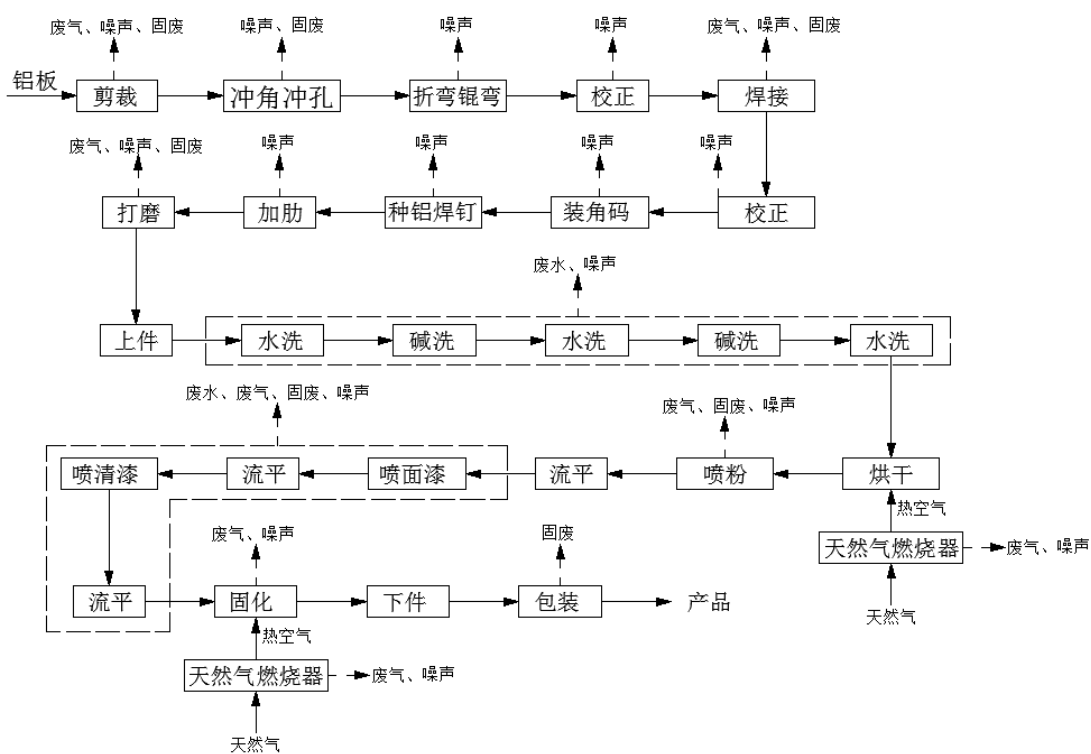 废气、噪声、固废
噪声、固废
噪声
噪声
废气、噪声、固废
铝板
剪裁
冲角冲孔
折弯锟弯
校正
焊接
废气、噪声、固废
噪声
噪声
噪声
噪声
打磨
加肋
种铝焊钉
装角码
校正
废水、噪声
上件
水洗
碱洗
水洗
碱洗
水洗
废水、废气、固废、噪声
废气、固废、噪声
喷清漆
流平
喷面漆
流平
喷粉
烘干
热空气
废气、噪声
固废
天然气燃烧器
废气、噪声
流平
固化
下件
包装
产品
天然气
热空气
天然气燃烧器
废气、噪声
天然气